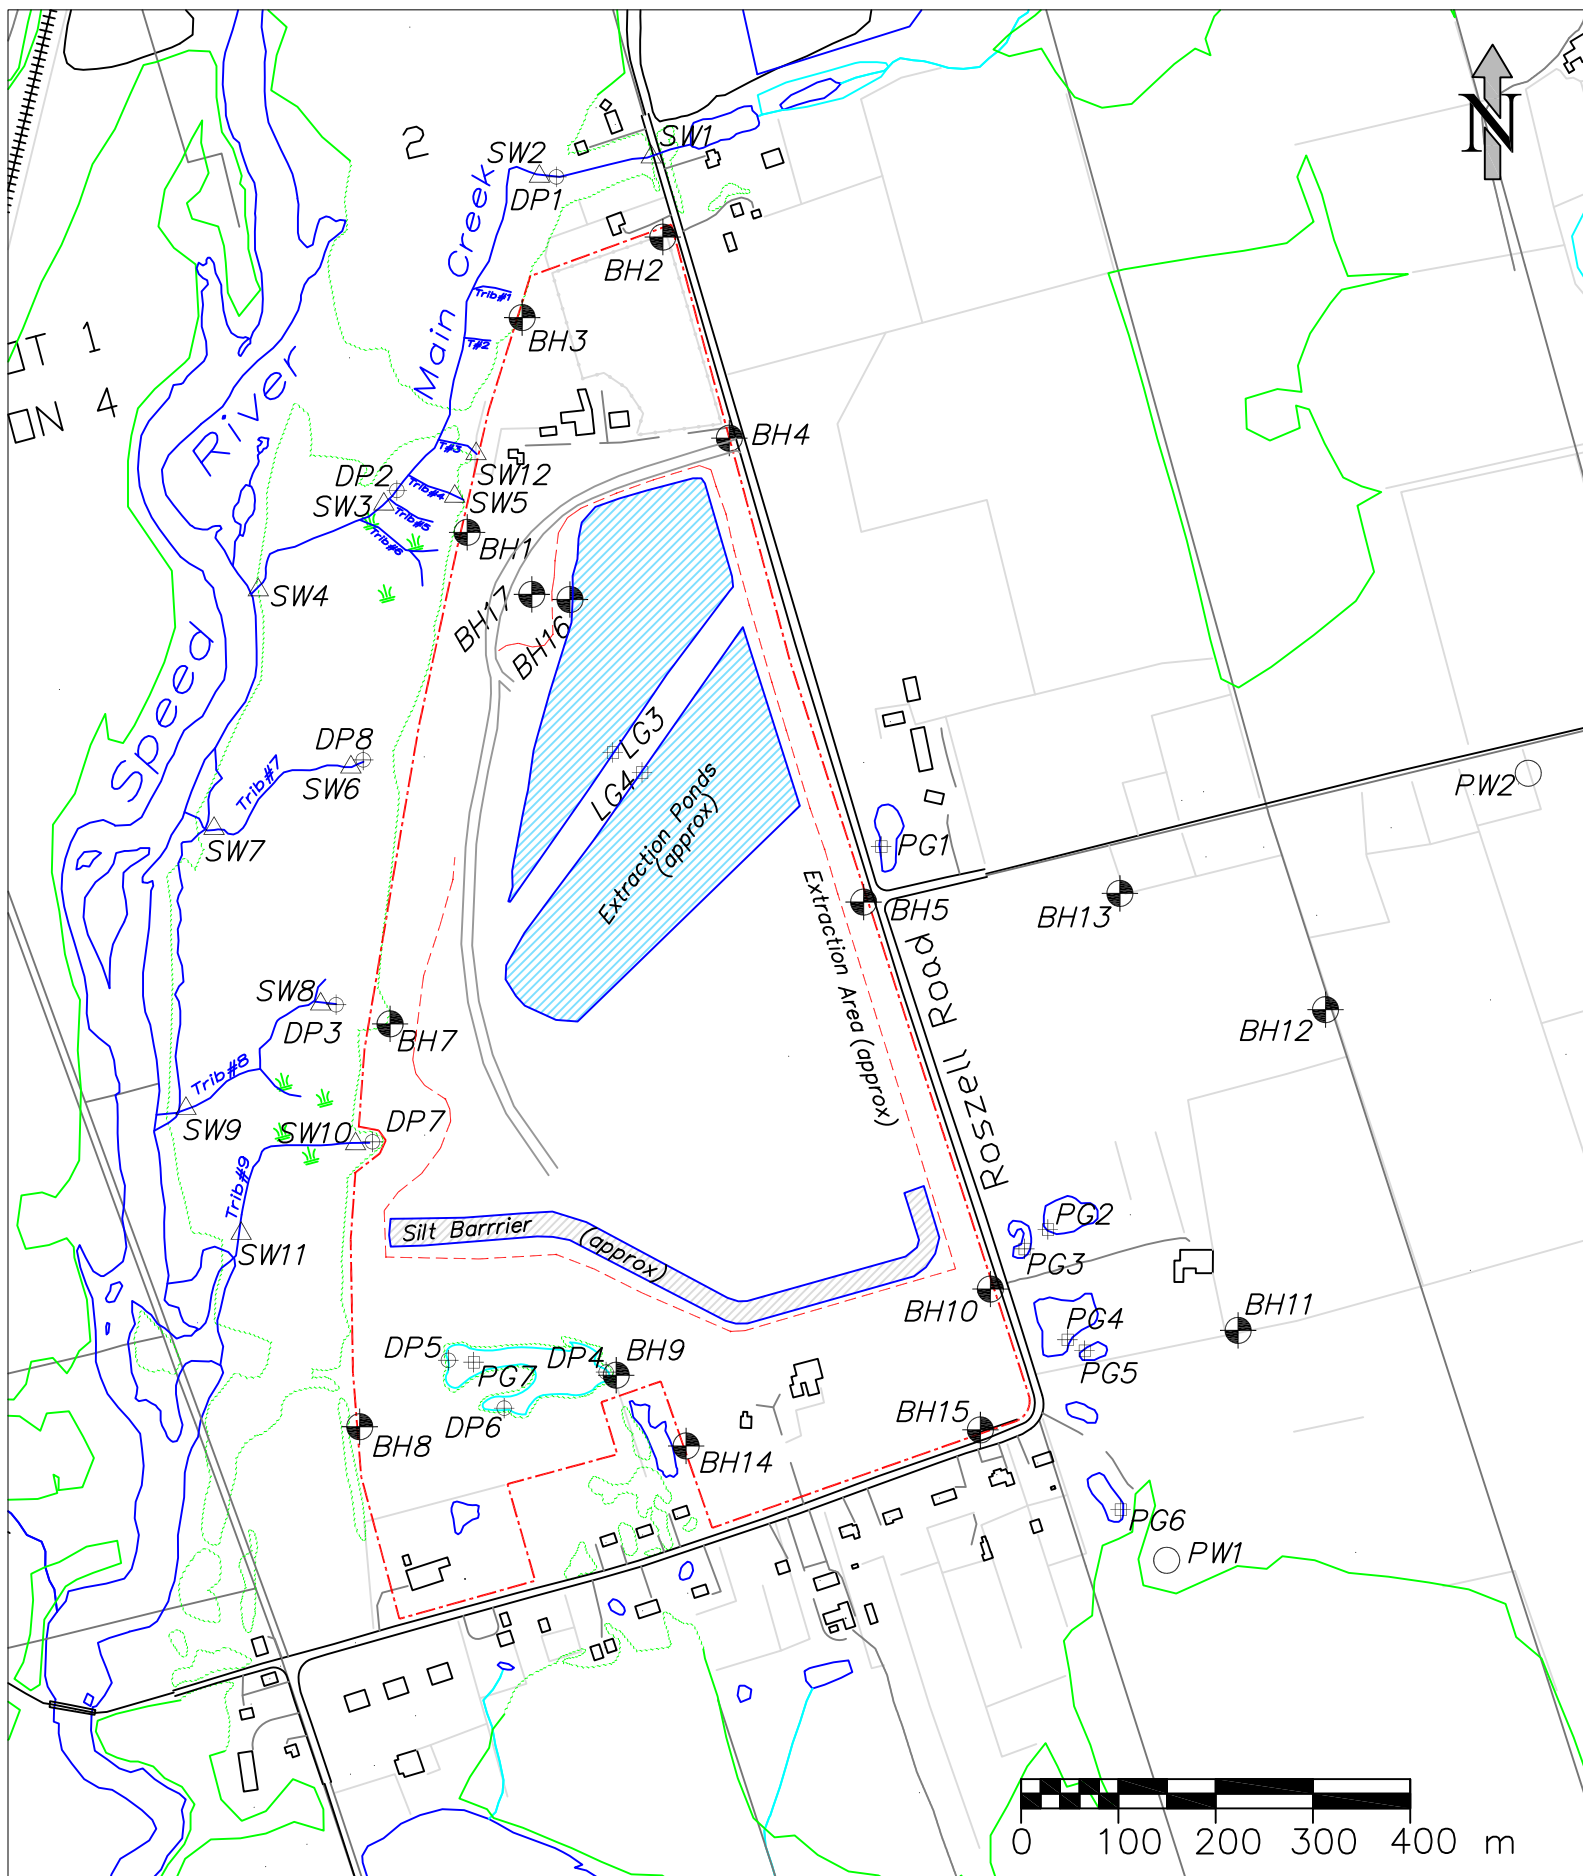 N
2
SW1
SW2
DP1
Main Creek
BH2
Trib#1
BH3
T#2
OT 1
ON 4
River
BH4
T#3
SW12
DP2
Trib#4
SW5
SW3
Trib#5
Trib#6
BH1
SW4
BH17
BH16
Speed
DP8
SW6
Trib#7
SW7
LG3
LG4
Extraction Ponds
(approx)
PG1
PW2
BH5
BH13
Extraction Area (approx)
Roszell Road
BH12
SW8
DP3
BH7
Trib#8
SW9
SW10
DP7
Trib#9
SW11
Silt Barrrier (approx)
PG2
PG3
BH10
PG4
PG5
BH11
DP5
PG7
DP4
BH9
DP6
BH8
BH14
BH15
PG6
PW1
0 100 200 300 400 m